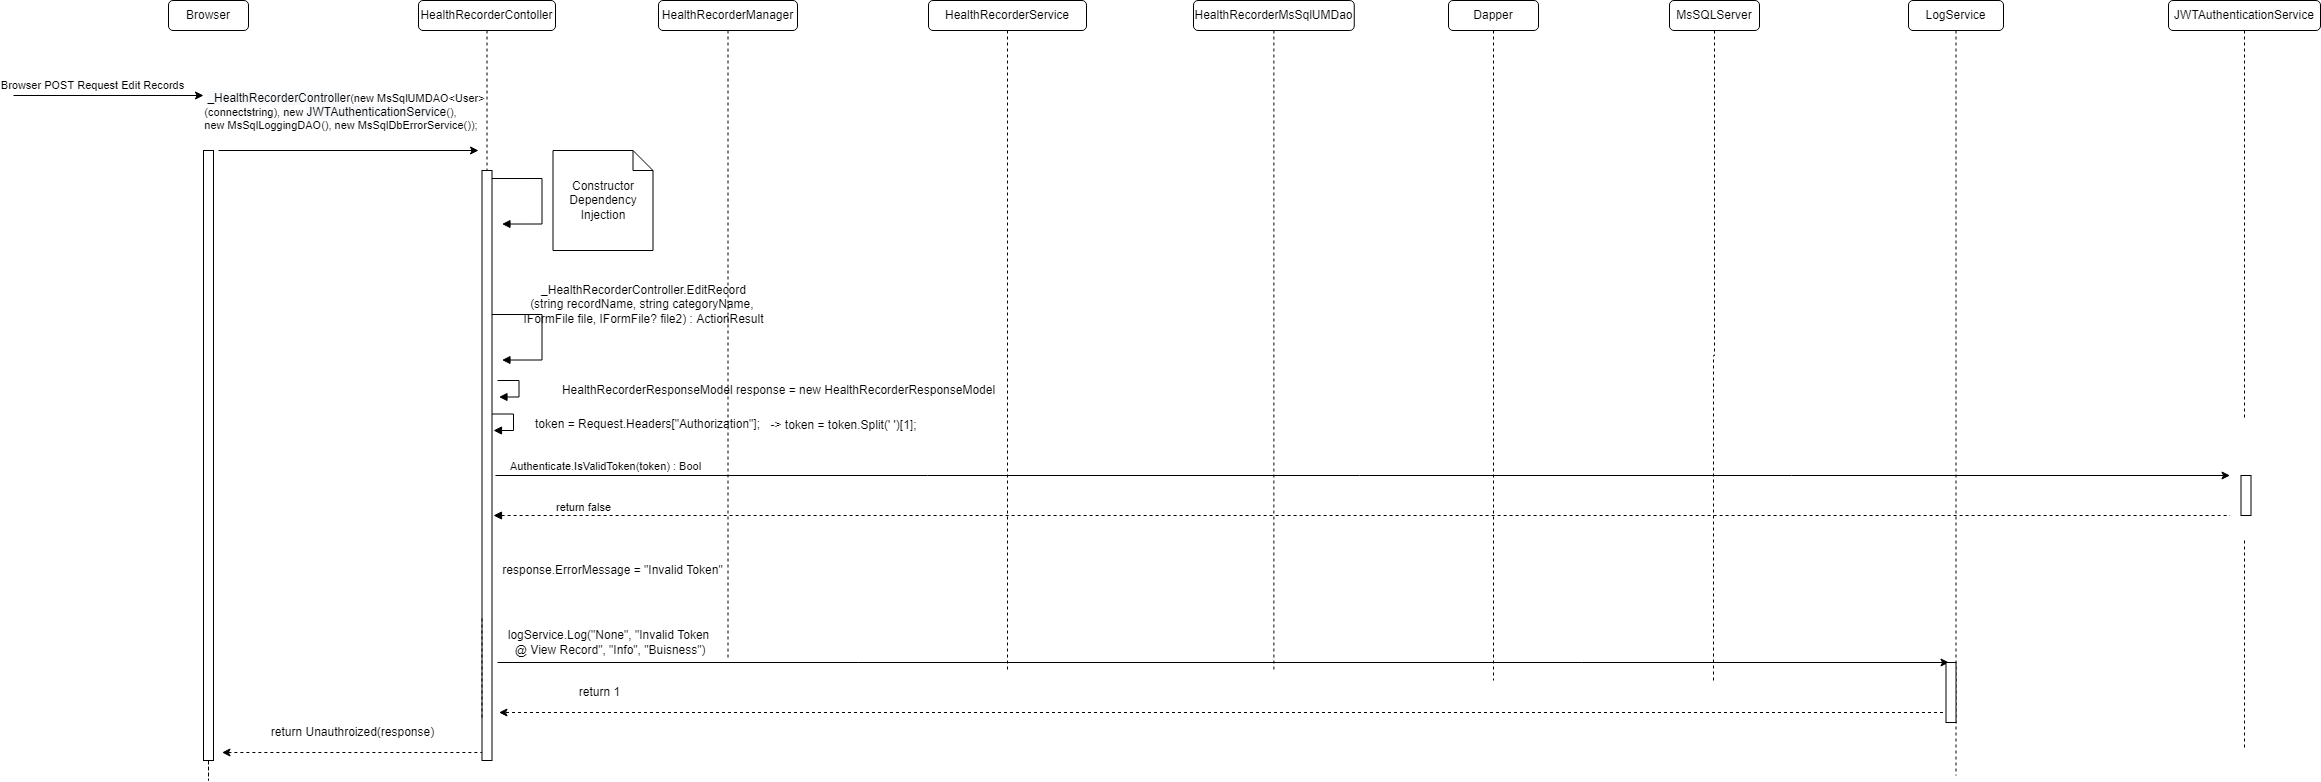 Browser
HealthRecorderContoller
HealthRecorderManager
HealthRecorderService
HealthRecorderMsSqlUMDao
Dapper
MsSQLServer
LogService
JWTAuthenticationService
Browser POST Request Edit Records
_HealthRecorderController(new MsSqlUMDAO<User>
(connectstring), new JWTAuthenticationService(),
new MsSqlLoggingDAO(), new MsSqlDbErrorService());
Constructor
Dependency
Injection
_HealthRecorderController.EditRecord
(string recordName, string categoryName,
IFormFile file, IFormFile? file2) : ActionResult
HealthRecorderResponseModel response = new HealthRecorderResponseModel
token = Request.Headers["Authorization"];   -> token = token.Split(' ')[1];
Authenticate.IsValidToken(token) : Bool
return false
response.ErrorMessage = "Invalid Token"
logService.Log("None", "Invalid Token
@ View Record", "Info", "Buisness")
return 1
return Unauthroized(response)